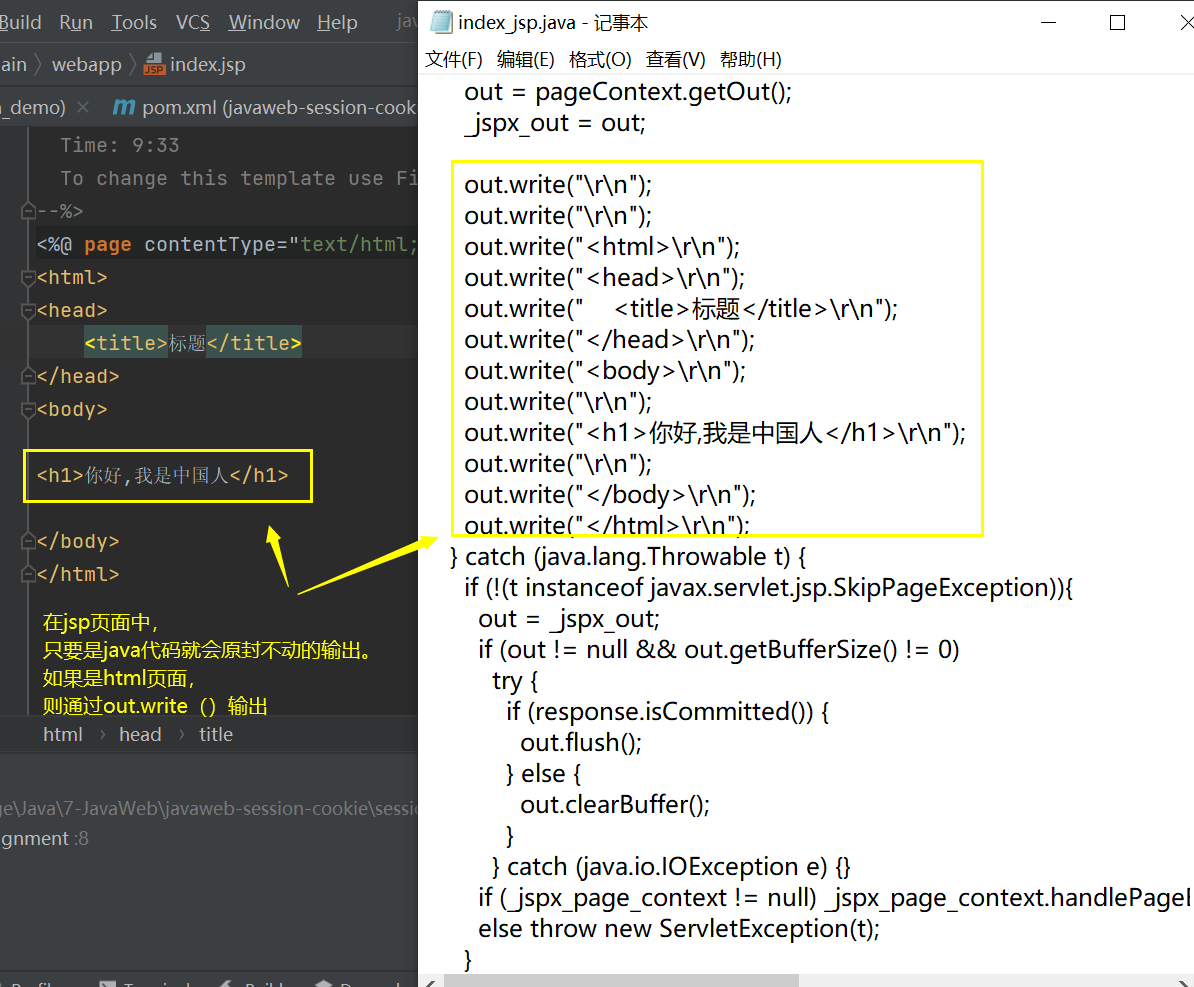 Build Run Tools VCS Window Help jav
ain webapp JSP index.jsp
_demo) m pom.xml (javaweb-session-cook
Time: 9:33
To change this template use Fi
--%>
<%@ page contentType="text/html;
<html>
<head>
<title>标题</title>
</head>
<body>
<h1>你好,我是中国人</h1>
</body>
</html>
在jsp页面中,
只要是java代码就会原封不动的输出。
如果是html页面,
则通过out.write（）输出
html › head › title
ge\Java\7-JavaWeb\javaweb-session-cookie\sessi
gnment :8
index_jsp.java - 记事本
文件(F) 编辑(E) 格式(O) 查看(V) 帮助(H)
out = pageContext.getOut();
_jspx_out = out;
out.write("\r\n");
out.write("\r\n");
out.write("<html>\r\n");
out.write("<head>\r\n");
out.write("    <title>标题</title>\r\n");
out.write("</head>\r\n");
out.write("<body>\r\n");
out.write("\r\n");
out.write("<h1>你好,我是中国人</h1>\r\n");
out.write("\r\n");
out.write("</body>\r\n");
out.write("</html>\r\n");
} catch (java.lang.Throwable t) {
if (!(t instanceof javax.servlet.jsp.SkipPageException)){
out = _jspx_out;
if (out != null && out.getBufferSize() != 0)
try {
if (response.isCommitted()) {
out.flush();
} else {
out.clearBuffer();
}
} catch (java.io.IOException e) {}
if (_jspx_page_context != null) _jspx_page_context.handlePageI
else throw new ServletException(t);
}